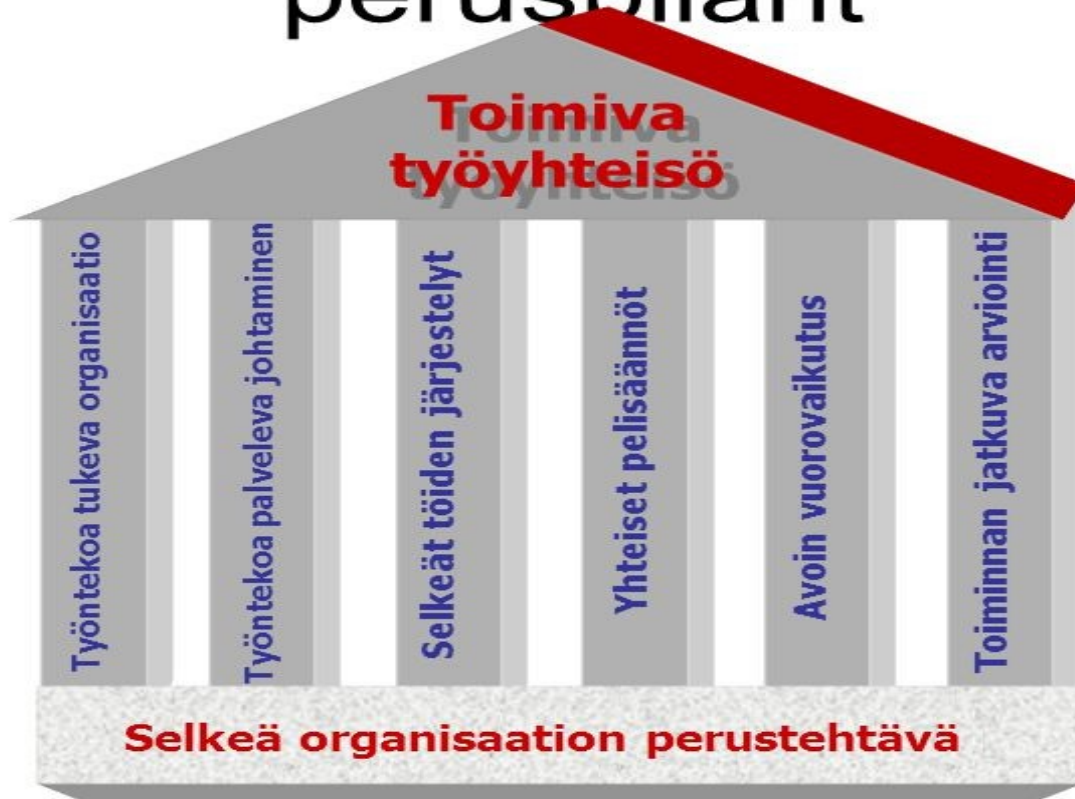 peruspilarit
Toimiva
työyhteisö
Työntekoa tukeva organisaatio
Työntekoa palveleva johtaminen
Selkeät töiden järjestelyt
Yhteiset pelisäännöt
Avoin vuorovaikutus
Toiminnan jatkuva arviointi
Selkeä organisaation perustehtävä